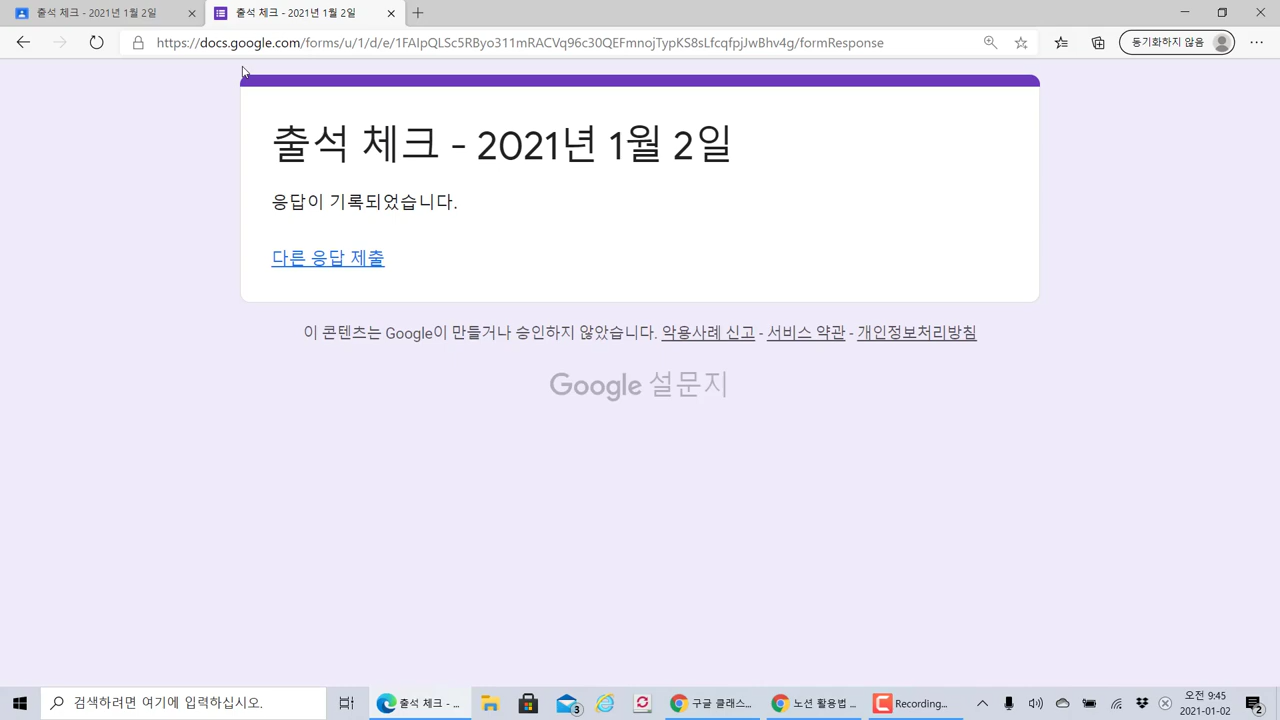 출석 체크 - 2021년 1월 2일
출석 체크 - 2021년 1월 2일
https://docs.google.com/forms/u/1/d/e/1FAIpQLSc5RByo311mRACVq96c30QEFmnojTypKS8sLfcqfpjJwBhv4g/formResponse
동기화하지 않음
출석 체크 - 2021년 1월 2일
응답이 기록되었습니다.
다른 응답 제출
이 콘텐츠는 Google이 만들거나 승인하지 않았습니다. 악용사례 신고 - 서비스 약관 - 개인정보처리방침
Google 설문지
검색하려면 여기에 입력하십시오.
출석 체크 - ...
3
구글 클래스...
노션 활용법 ...
Recording...
오전 9:45
2021-01-02
2